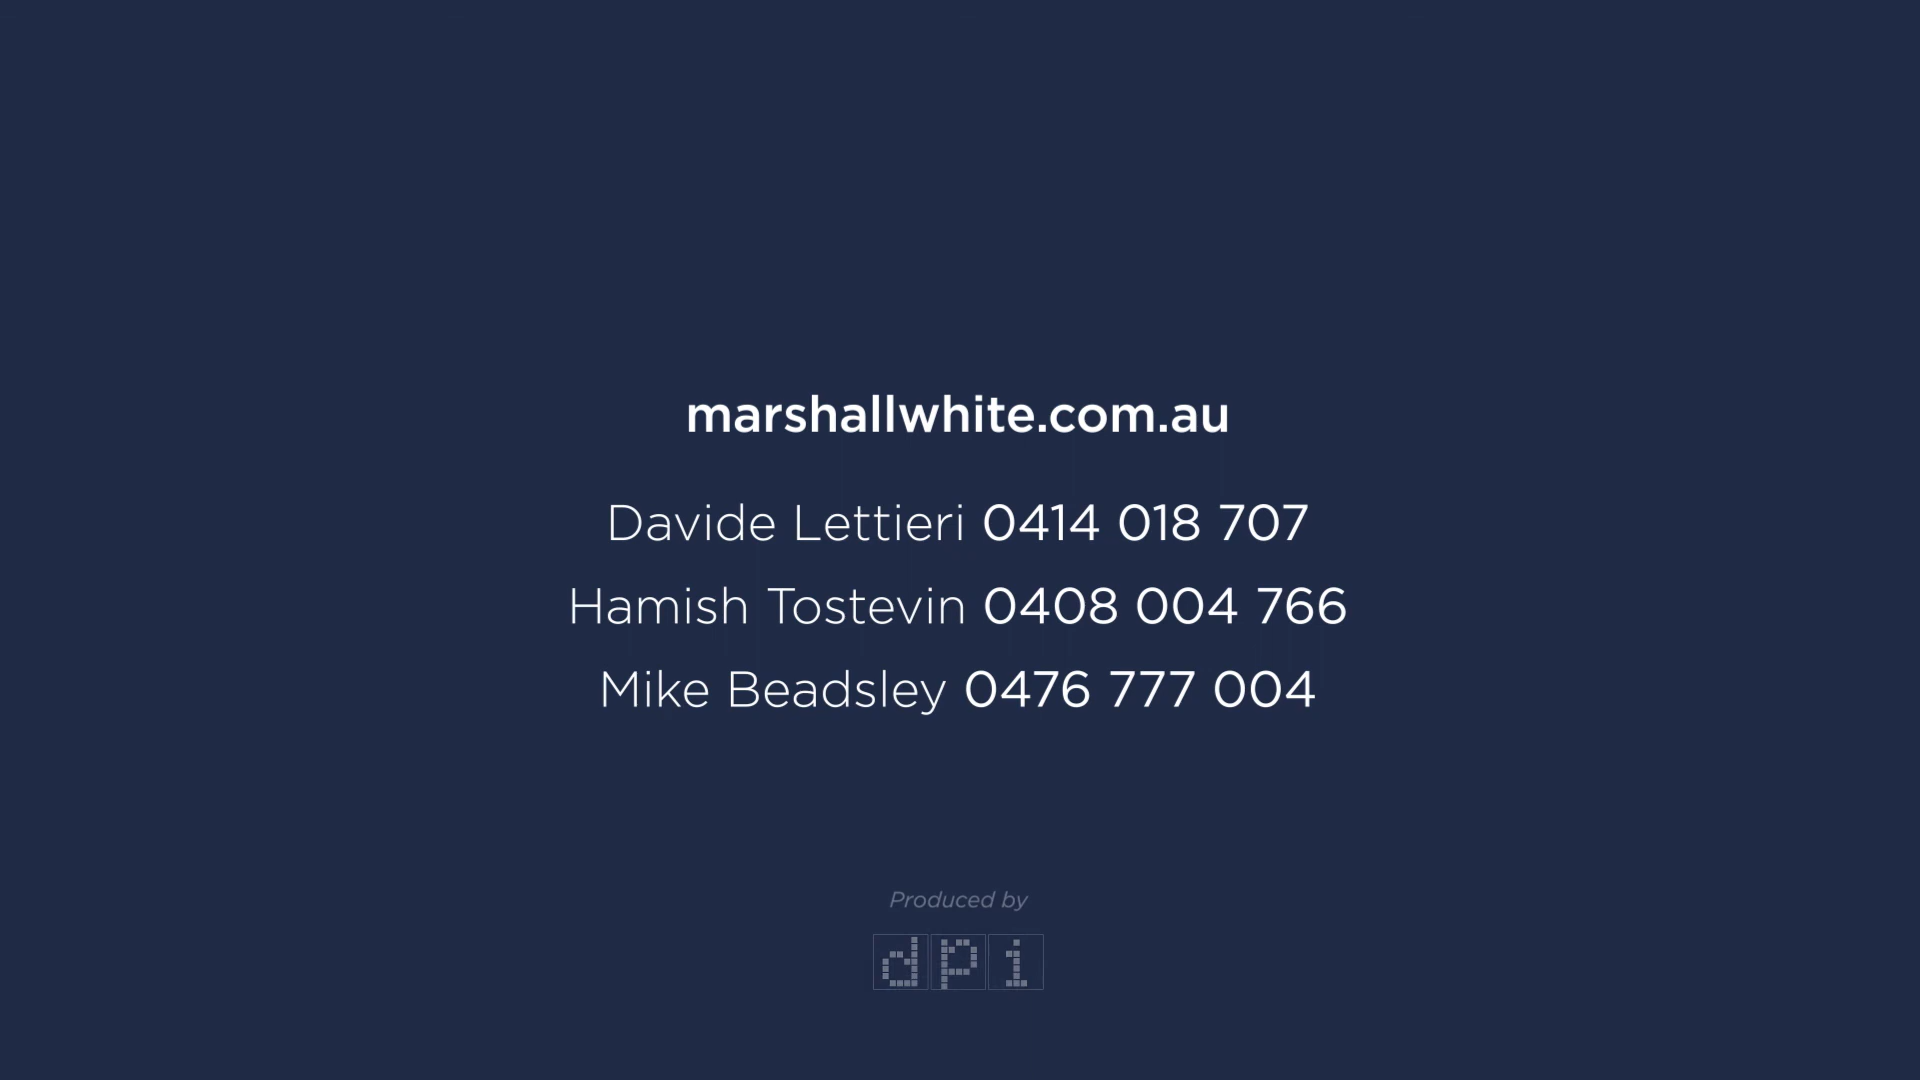 marshallwhite.com.au
Davide Lettieri 0414 018 707
Hamish Tostevin 0408 004 766
Mike Beadsley 0476 777 004
Produced by
dpi